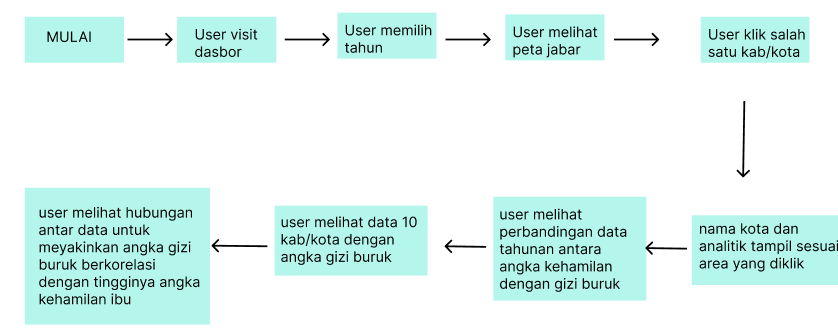 MULAI
User visit
dasbor
User memilih
tahun
User melihat
peta jabar
User klik salah
satu kab/kota
nama kota dan
analitik tampil sesuai
area yang diklik
user melihat
perbandingan data
tahunan antara
angka kehamilan
dengan gizi buruk
user melihat data 10
kab/kota dengan
angka gizi buruk
user melihat hubungan
antar data untuk
meyakinkan angka gizi
buruk berkorelasi
dengan tingginya angka
kehamilan ibu